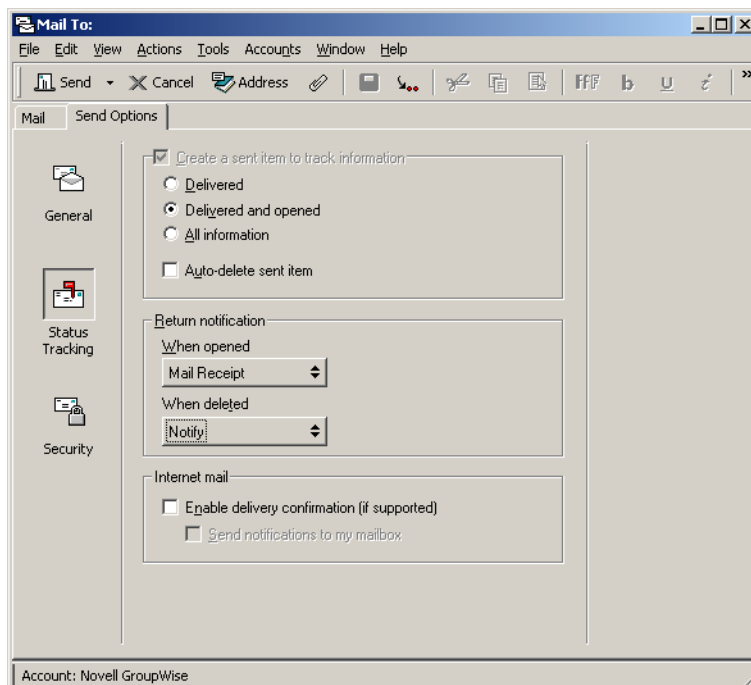 Mail To:
File Edit View Actions Tools Accounts Window Help
Send Cancel Address FfF b u i »
Mail Send Options
General
Status
Tracking
Security
Create a sent item to track information
Delivered
Delivered and opened
All information
Auto-delete sent item
Return notification
When opened
Mail Receipt
When deleted
Notify
Internet mail
Enable delivery confirmation (if supported)
Send notifications to my mailbox
Account: Novell GroupWise